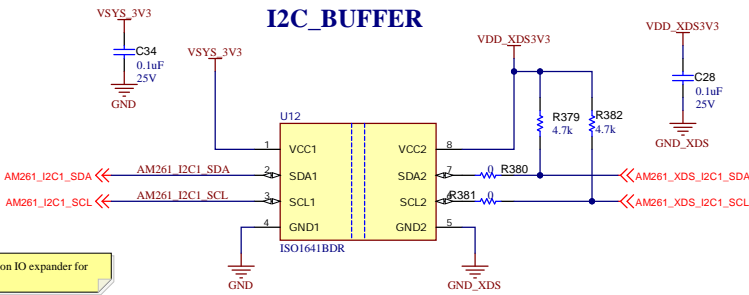 I2C_BUFFER
VSYS_3V3
C34
0.1uF
25V
GND
VSYS_3V3
VDD_XDS3V3
VDD_XDS3V3
C28
0.1uF
25V
GND_XDS
R379
4.7k
R382
4.7k
U12
1 VCC1 VCC2 8
AM261_I2C1_SDA AM261_I2C1_SDA 2 SDA1 SDA2 7 0 R380 AM261_XDS_I2C_SDA
AM261_I2C1_SCL AM261_I2C1_SCL 3 SCL1 SCL2 6 R381 0 AM261_XDS_I2C_SCL
4 GND1 GND2 5
ISO1641BDR
GND
GND_XDS
on IO expander for